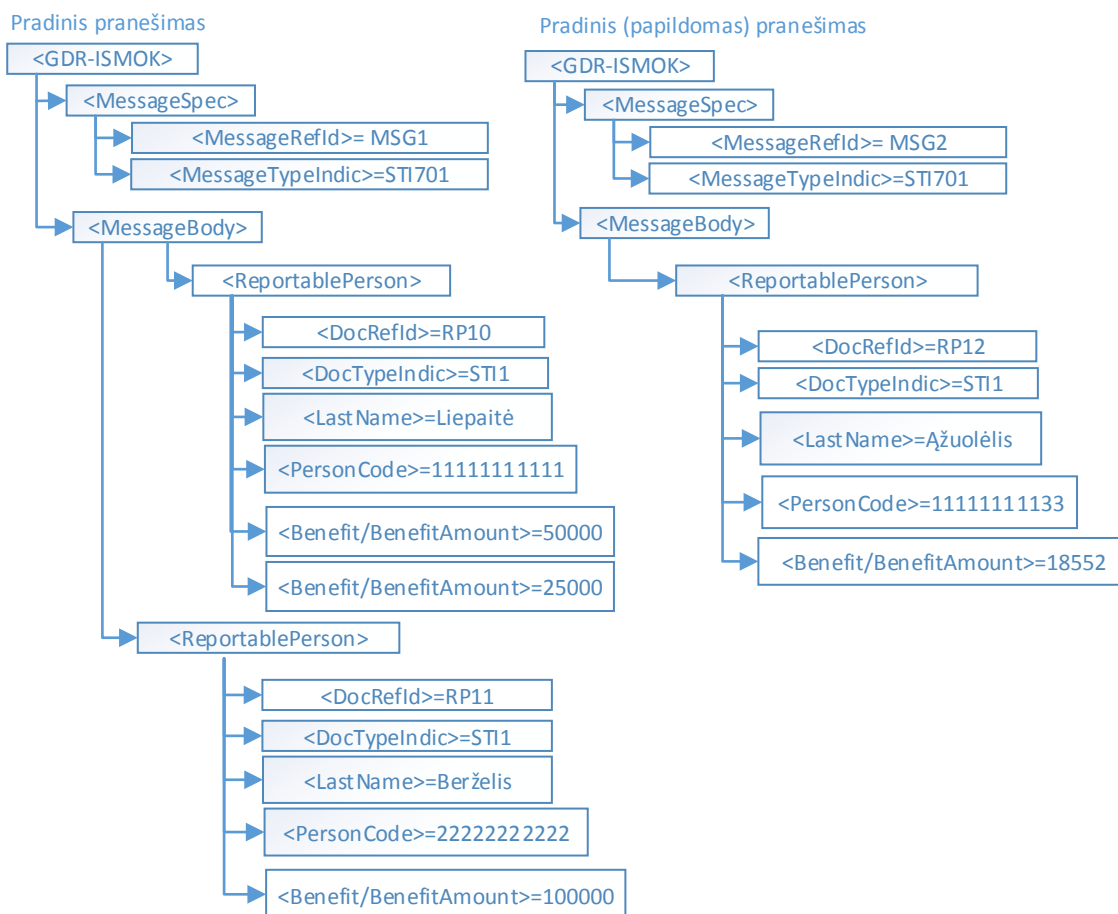 Pradinis pranešimas
<GDR-ISMOK>
<MessageSpec>
<MessageRefId>= MSG1
<MessageTypeIndic>=STI701
<MessageBody>
<ReportablePerson>
<DocRefId>=RP10
<DocTypeIndic>=STI1
<LastName>=Liepaitė
<PersonCode>=11111111111
<Benefit/BenefitAmount>=50000
<Benefit/BenefitAmount>=25000
<ReportablePerson>
<DocRefId>=RP11
<DocTypeIndic>=STI1
<LastName>=Berželis
<PersonCode>=22222222222
<Benefit/BenefitAmount>=100000
Pradinis (papildomas) pranešimas
<GDR-ISMOK>
<MessageSpec>
<MessageRefId>= MSG2
<MessageTypeIndic>=STI701
<MessageBody>
<ReportablePerson>
<DocRefId>=RP12
<DocTypeIndic>=STI1
<LastName>=Ąžuolėlis
<PersonCode>=11111111133
<Benefit/BenefitAmount>=18552